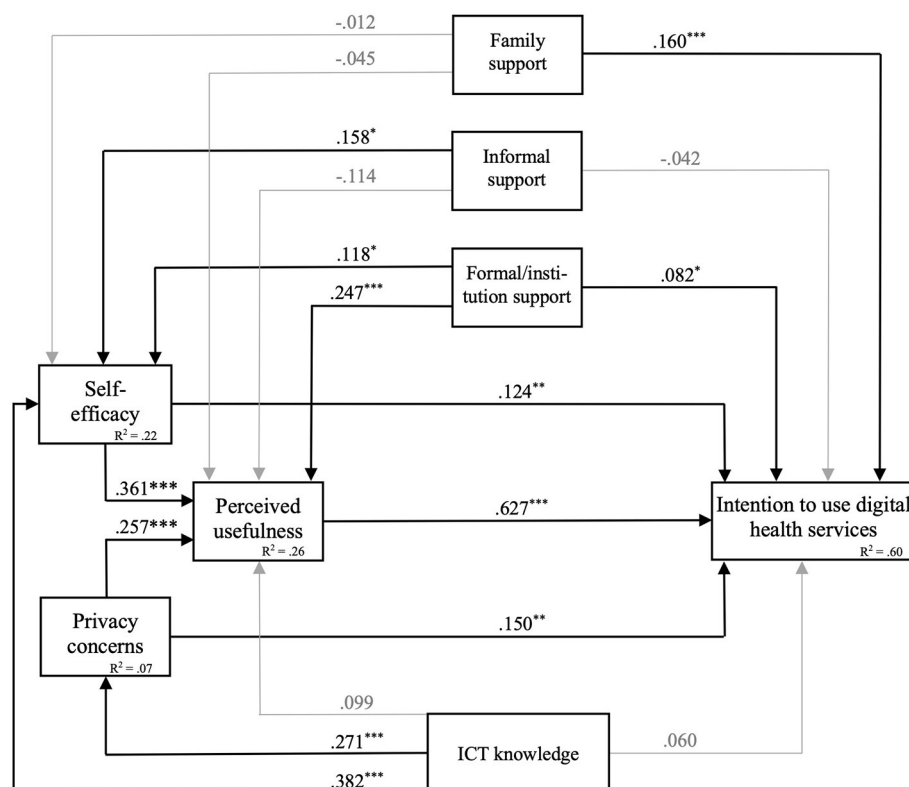 -.012
Family
support
.160***
-.045
.158*
Informal
support
-.042
-.114
.118*
Formal/insti-
tution support
.082*
.247***
Self-
efficacy
R² = .22
.124**
.361***
Perceived
usefulness
R² = .26
.627***
Intention to use digital
health services
R² = .60
.257***
Privacy
concerns
R² = .07
.150**
.099
.271***
ICT knowledge
.060
.382***